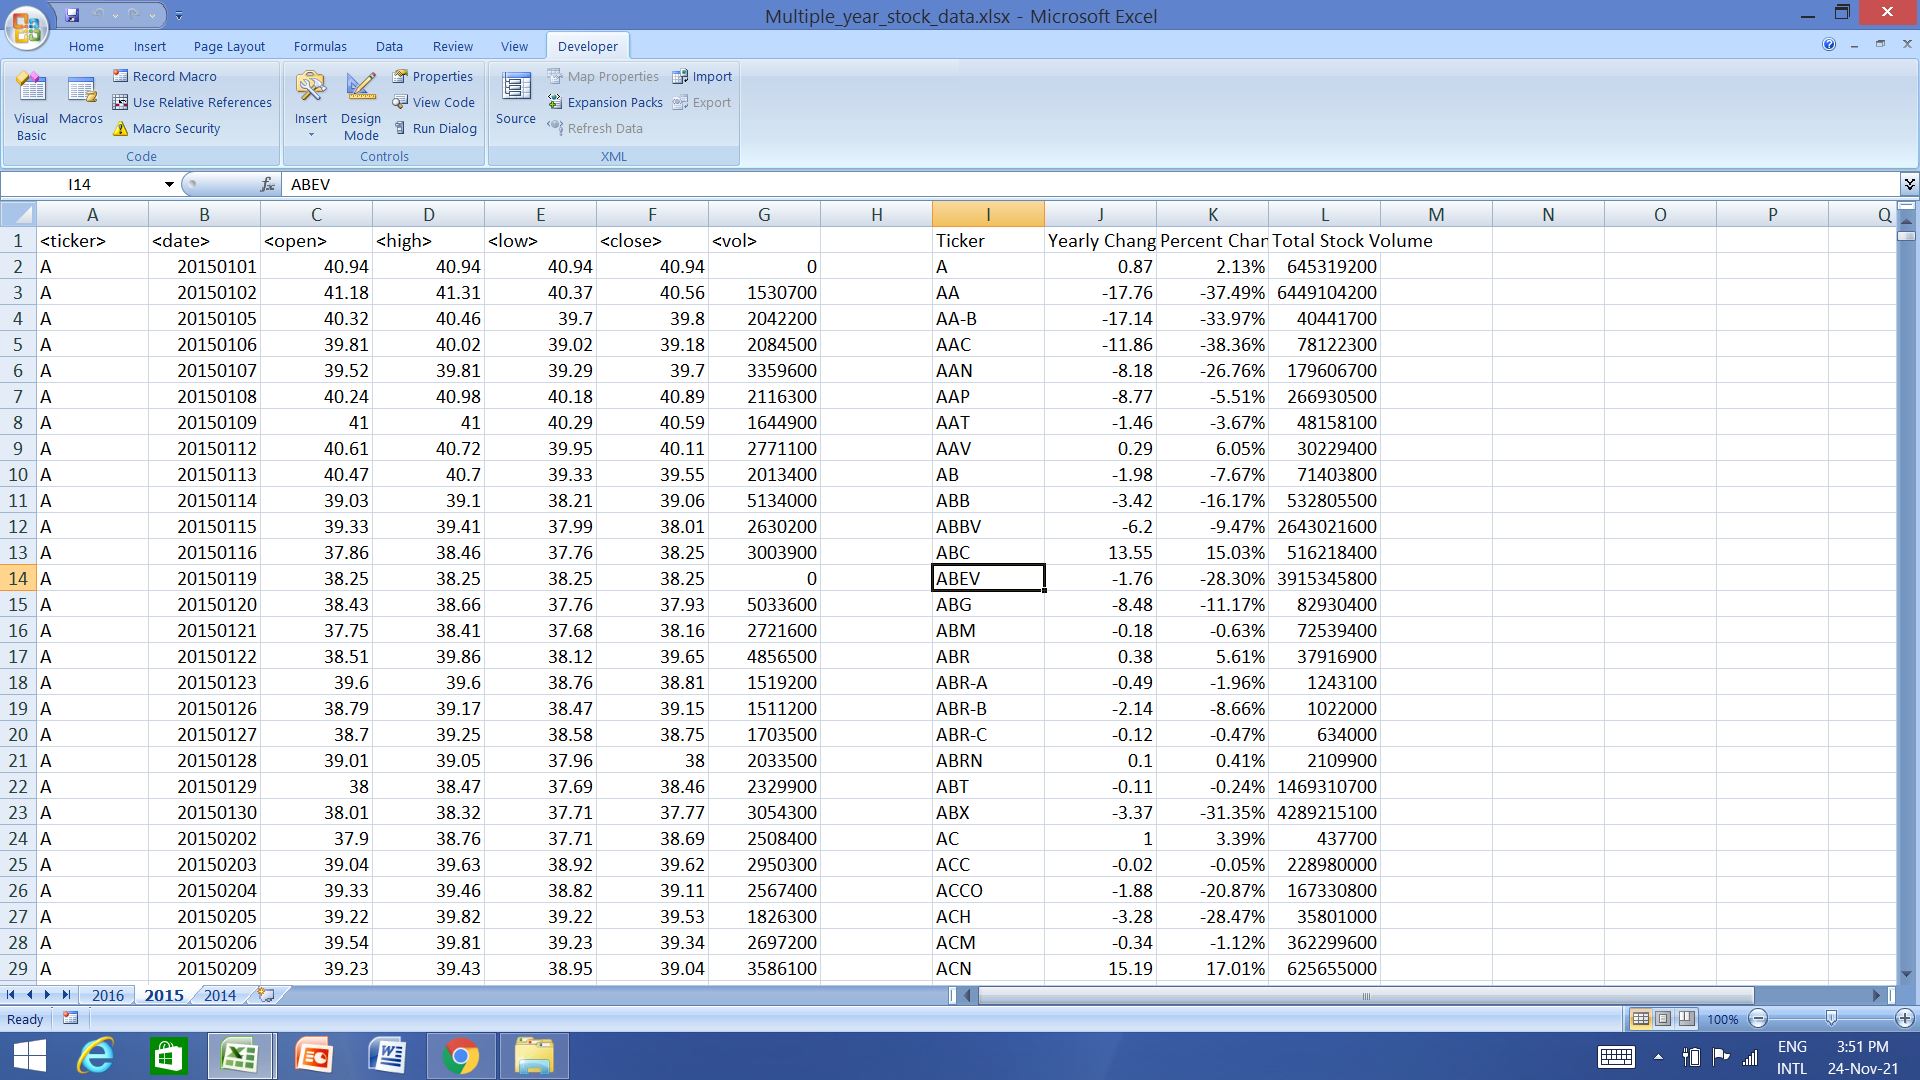 Multiple_year_stock_data.xlsx - Microsoft Excel
Home Insert Page Layout Formulas Data Review View Developer
Visual Basic Macros Record Macro Use Relative References Macro Security Code
Insert Design Mode Properties View Code Run Dialog Controls
Source Map Properties Expansion Packs Refresh Data Import Export XML
I14 fx ABEV
A B C D E F G H I J K L M N O P Q
1 <ticker> <date> <open> <high> <low> <close> <vol> Ticker Yearly Chang Percent Chan Total Stock Volume
2 A 20150101 40.94 40.94 40.94 40.94 0 A 0.87 2.13% 645319200
3 A 20150102 41.18 41.31 40.37 40.56 1530700 AA -17.76 -37.49% 6449104200
4 A 20150105 40.32 40.46 39.7 39.8 2042200 AA-B -17.14 -33.97% 40441700
5 A 20150106 39.81 40.02 39.02 39.18 2084500 AAC -11.86 -38.36% 78122300
6 A 20150107 39.52 39.81 39.29 39.7 3359600 AAN -8.18 -26.76% 179606700
7 A 20150108 40.24 40.98 40.18 40.89 2116300 AAP -8.77 -5.51% 266930500
8 A 20150109 41 41 40.29 40.59 1644900 AAT -1.46 -3.67% 48158100
9 A 20150112 40.61 40.72 39.95 40.11 2771100 AAV 0.29 6.05% 30229400
10 A 20150113 40.47 40.7 39.33 39.55 2013400 AB -1.98 -7.67% 71403800
11 A 20150114 39.03 39.1 38.21 39.06 5134000 ABB -3.42 -16.17% 532805500
12 A 20150115 39.33 39.41 37.99 38.01 2630200 ABBV -6.2 -9.47% 2643021600
13 A 20150116 37.86 38.46 37.76 38.25 3003900 ABC 13.55 15.03% 516218400
14 A 20150119 38.25 38.25 38.25 38.25 0 ABEV -1.76 -28.30% 3915345800
15 A 20150120 38.43 38.66 37.76 37.93 5033600 ABG -8.48 -11.17% 82930400
16 A 20150121 37.75 38.41 37.68 38.16 2721600 ABM -0.18 -0.63% 72539400
17 A 20150122 38.51 39.86 38.12 39.65 4856500 ABR 0.38 5.61% 37916900
18 A 20150123 39.6 39.6 38.76 38.81 1519200 ABR-A -0.49 -1.96% 1243100
19 A 20150126 38.79 39.17 38.47 39.15 1511200 ABR-B -2.14 -8.66% 1022000
20 A 20150127 38.7 39.25 38.58 38.75 1703500 ABR-C -0.12 -0.47% 634000
21 A 20150128 39.01 39.05 37.96 38 2033500 ABRN 0.1 0.41% 2109900
22 A 20150129 38 38.47 37.69 38.46 2329900 ABT -0.11 -0.24% 1469310700
23 A 20150130 38.01 38.32 37.71 37.77 3054300 ABX -3.37 -31.35% 4289215100
24 A 20150202 37.9 38.76 37.71 38.69 2508400 AC 1 3.39% 437700
25 A 20150203 39.04 39.63 38.92 39.62 2950300 ACC -0.02 -0.05% 228980000
26 A 20150204 39.33 39.46 38.82 39.11 2567400 ACCO -1.88 -20.87% 167330800
27 A 20150205 39.22 39.82 39.22 39.53 1826300 ACH -3.28 -28.47% 35801000
28 A 20150206 39.54 39.81 39.23 39.34 2697200 ACM -0.34 -1.12% 362299600
29 A 20150209 39.23 39.43 38.95 39.04 3586100 ACN 15.19 17.01% 625655000
2016 2015 2014
Ready 100%
ENG 3:51 PM
INTL 24-Nov-21